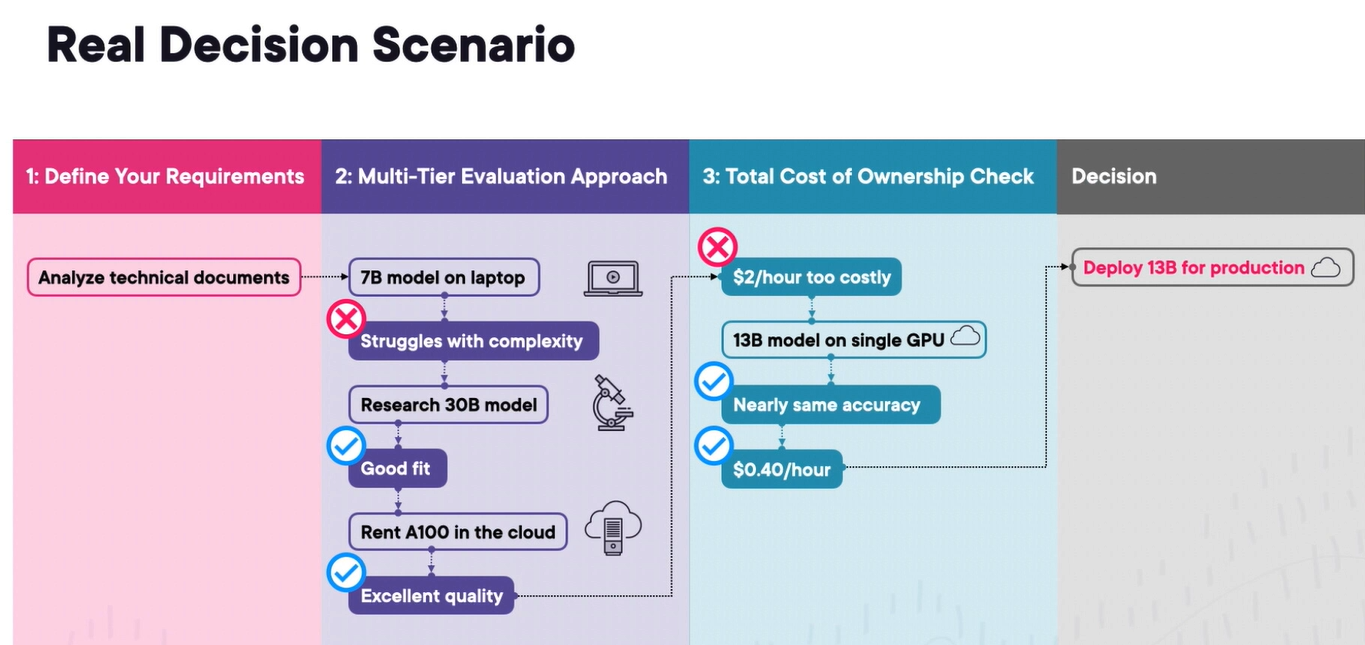 Real Decision Scenario
1: Define Your Requirements
2: Multi-Tier Evaluation Approach
3: Total Cost of Ownership Check
Decision
Analyze technical documents
7B model on laptop
Struggles with complexity
Research 30B model
Good fit
Rent A100 in the cloud
Excellent quality
$2/hour too costly
13B model on single GPU
Nearly same accuracy
$0.40/hour
Deploy 13B for production